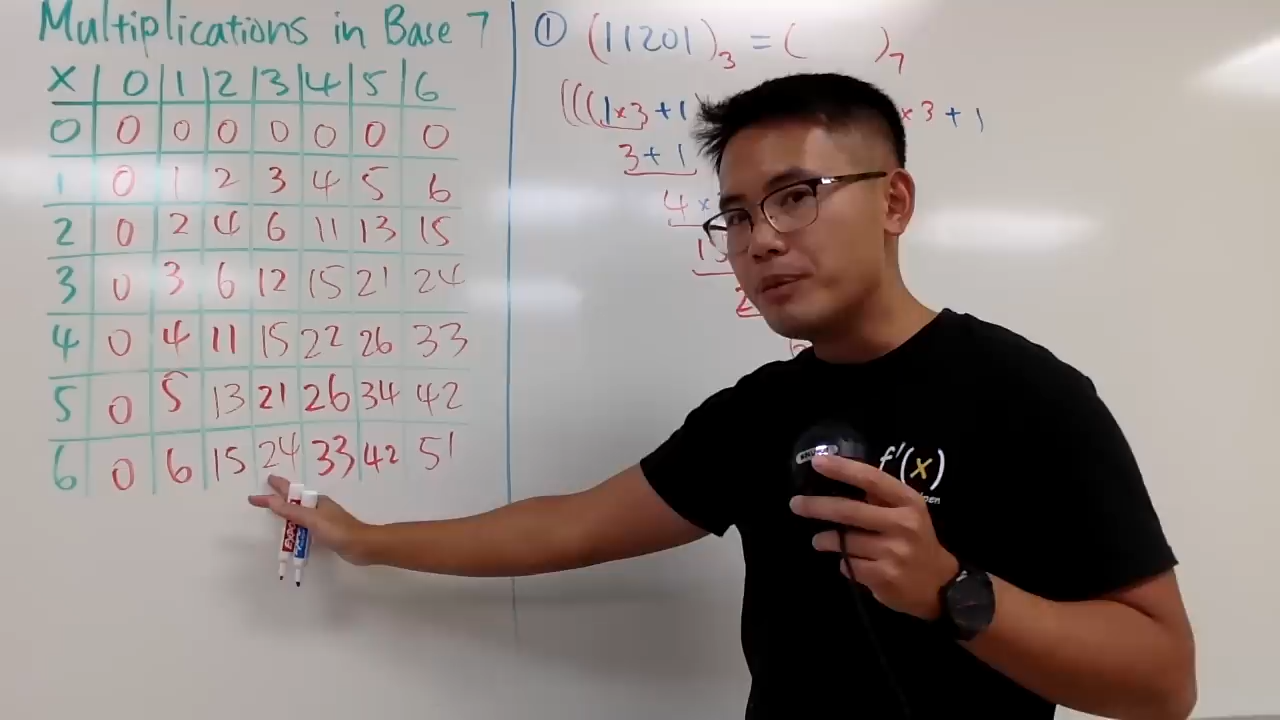 Multiplications in Base 7
× 0 1 2 3 4 5 6
0 0 0 0 0 0 0 0
1 0 1 2 3 4 5 6
2 0 2 4 6 11 13 15
3 0 3 6 12 15 21 24
4 0 4 11 15 22 26 33
5 0 5 13 21 26 34 42
6 0 6 15 24 33 42 51
① (11201)₃ = ( )₇
(((1×3+1 ×3+1
3+1
4×
15
2
EXPO
f'(x)